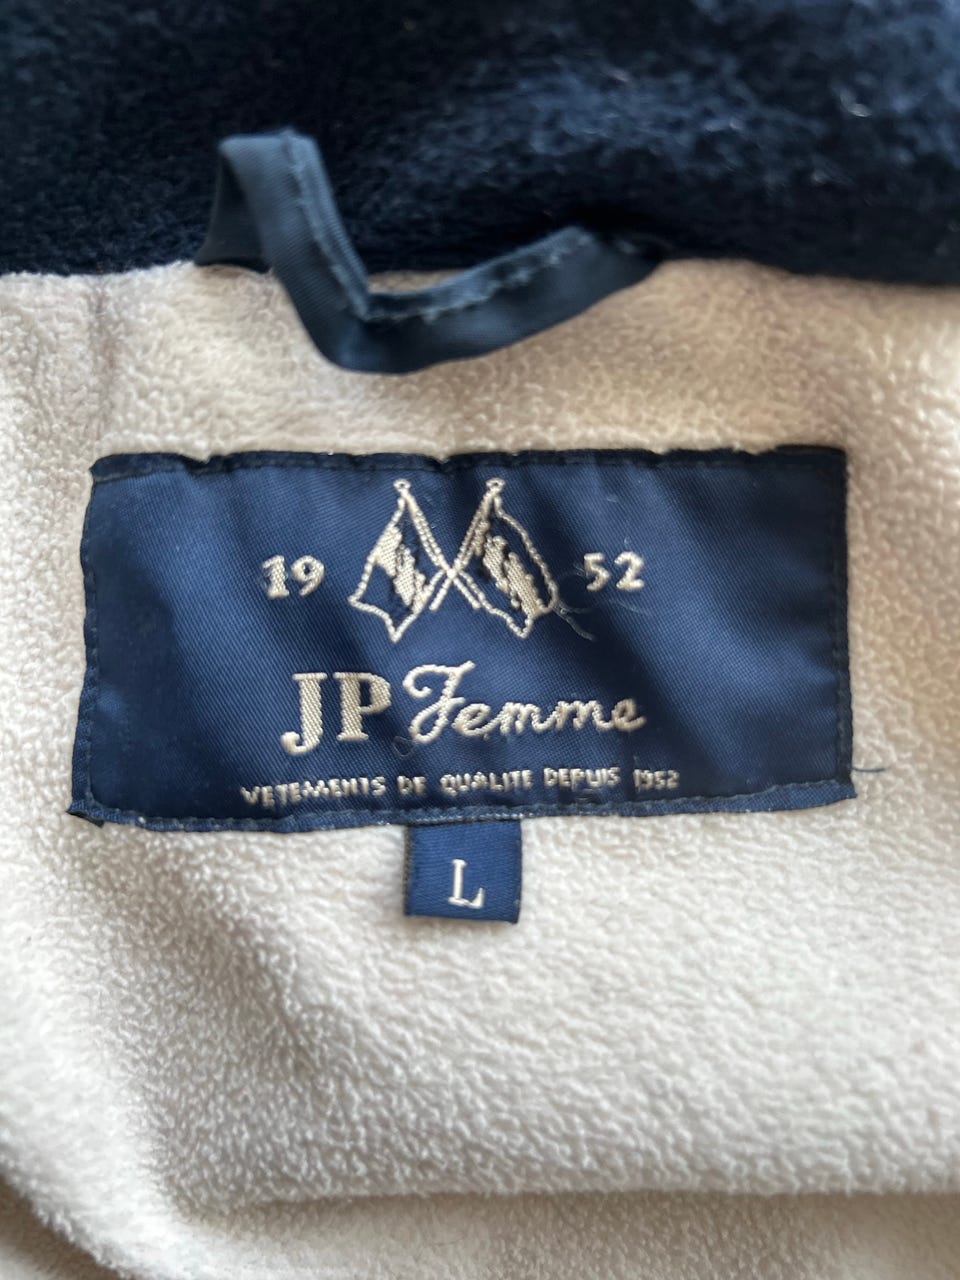 19 52
JP Femme
VETEMENTS DE QUALITE DEPUIS 1952
L